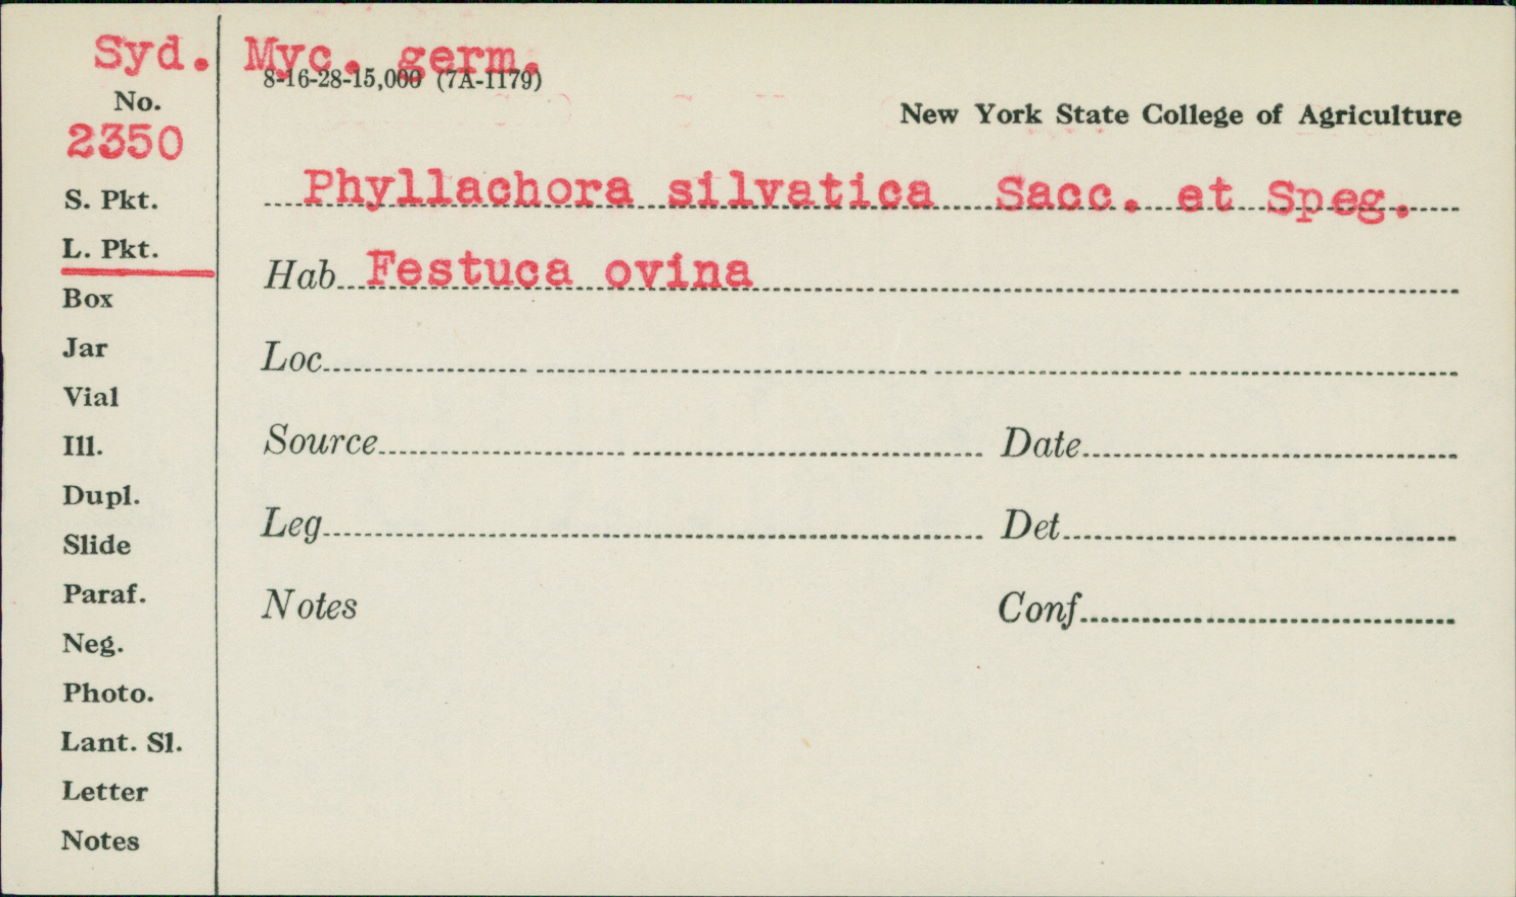 Syd. Myc. germ.
8-16-28-15,000 (7A-1179)
No.
2350
New York State College of Agriculture
Phyllachora silvatica Sacc. et Speg.
S. Pkt.
L. Pkt.
Hab Festuca ovina
Box
Jar
Loc
Vial
Ill.
Source Date
Dupl.
Slide
Leg Det
Paraf.
Notes Conf
Neg.
Photo.
Lant. Sl.
Letter
Notes